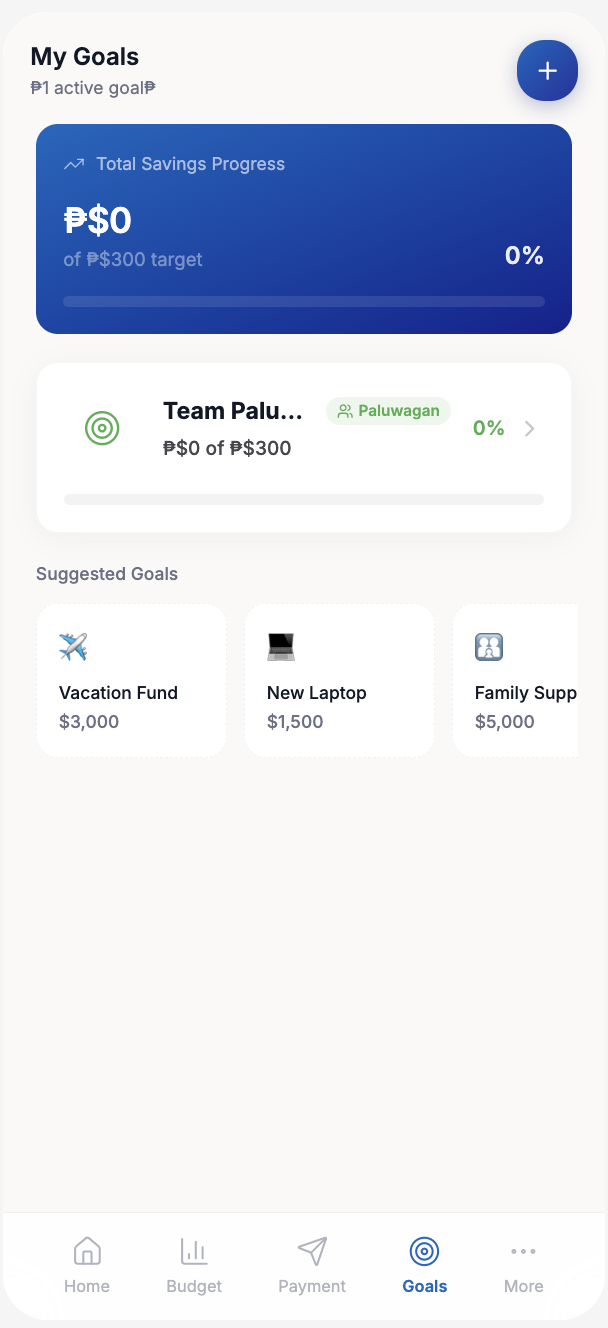 My Goals
₱1 active goal₱
Total Savings Progress
₱$0
of ₱$300 target
0%
Team Palu...
Paluwagan
₱$0 of ₱$300
0%
Suggested Goals
Vacation Fund
$3,000
New Laptop
$1,500
Family Supp
$5,000
Home
Budget
Payment
Goals
More